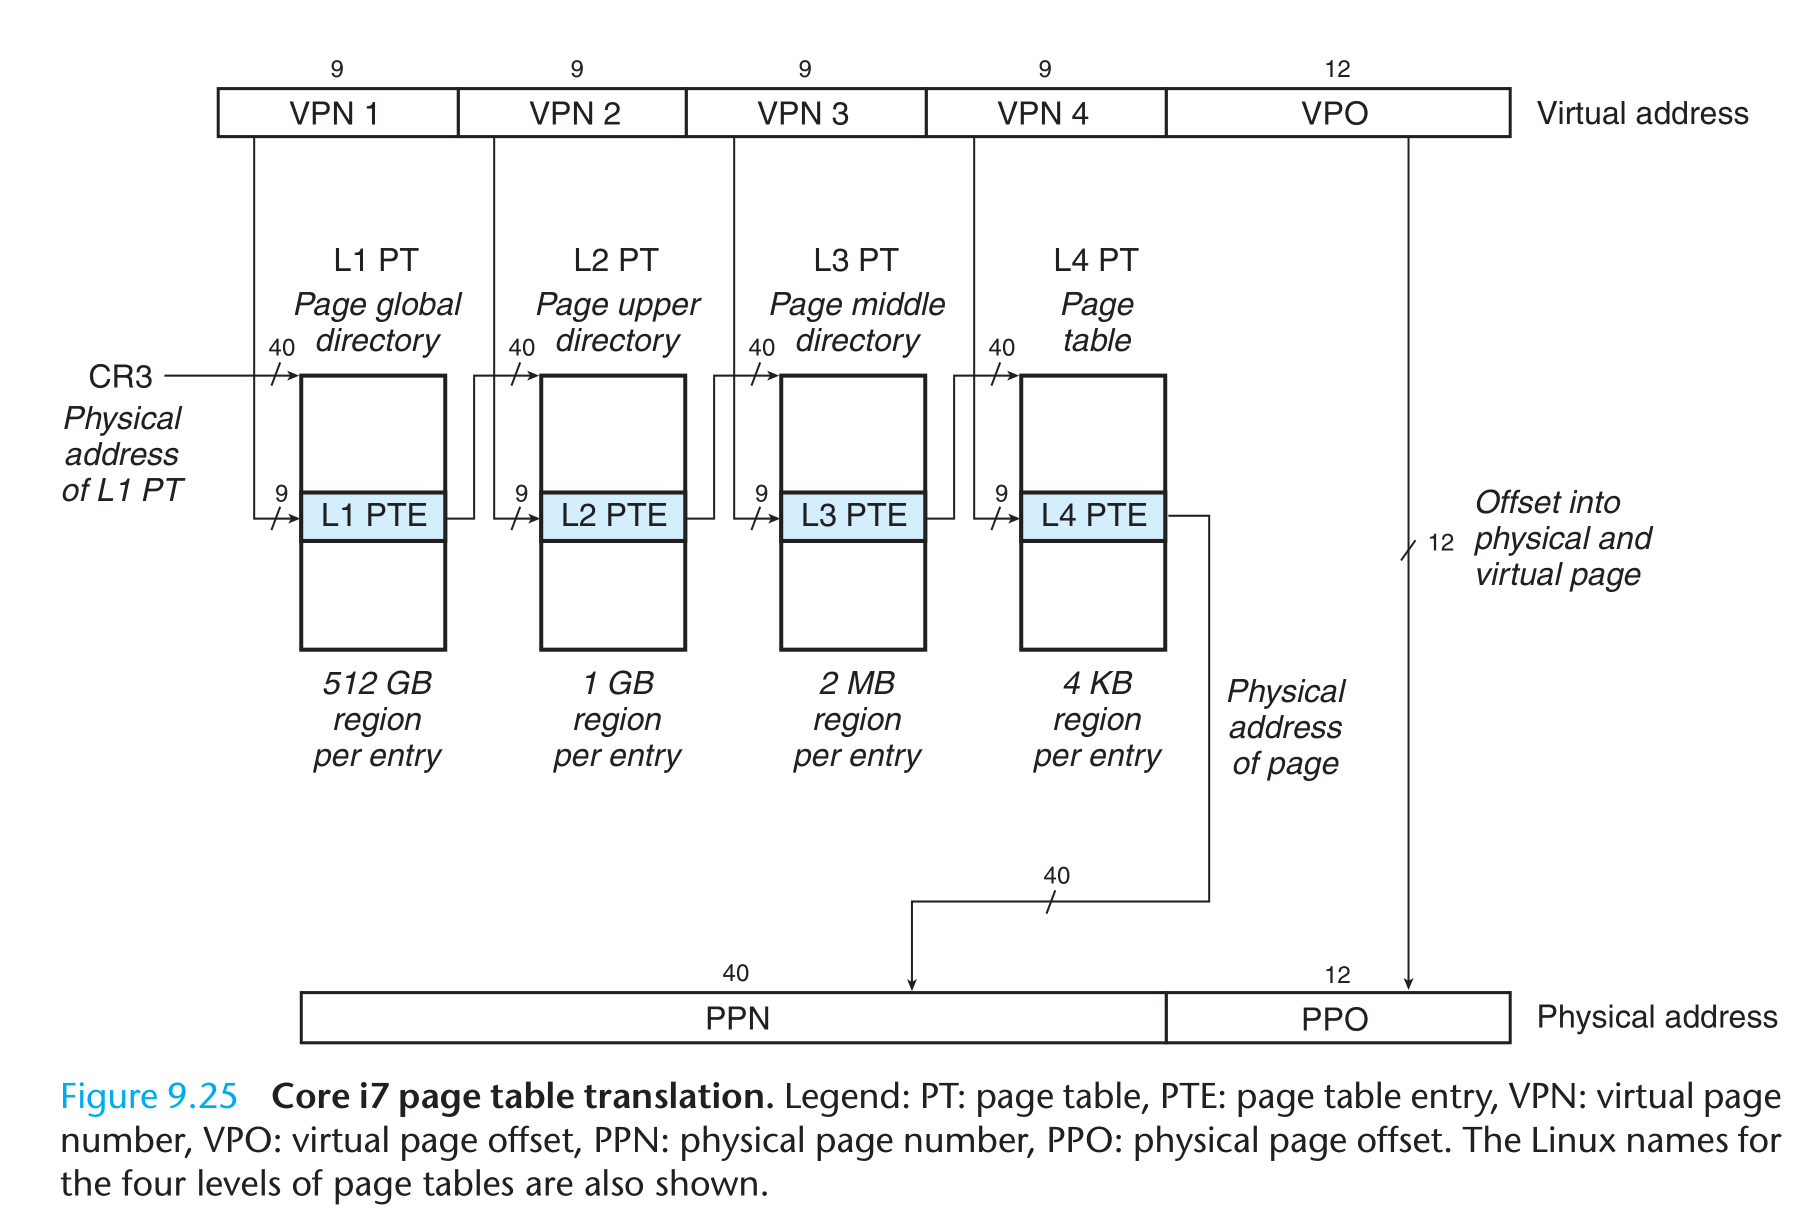 9 9 9 9 12
VPN 1 VPN 2 VPN 3 VPN 4 VPO Virtual address
L1 PT L2 PT L3 PT L4 PT
Page global Page upper Page middle Page
directory directory directory table
40 40 40 40
CR3
Physical
address
of L1 PT
9 9 9 9
L1 PTE L2 PTE L3 PTE L4 PTE
Offset into
12 physical and
virtual page
512 GB 1 GB 2 MB 4 KB
region region region region
per entry per entry per entry per entry
Physical
address
of page
40
40 12
PPN PPO Physical address
Figure 9.25 Core i7 page table translation. Legend: PT: page table, PTE: page table entry, VPN: virtual page
number, VPO: virtual page offset, PPN: physical page number, PPO: physical page offset. The Linux names for
the four levels of page tables are also shown.